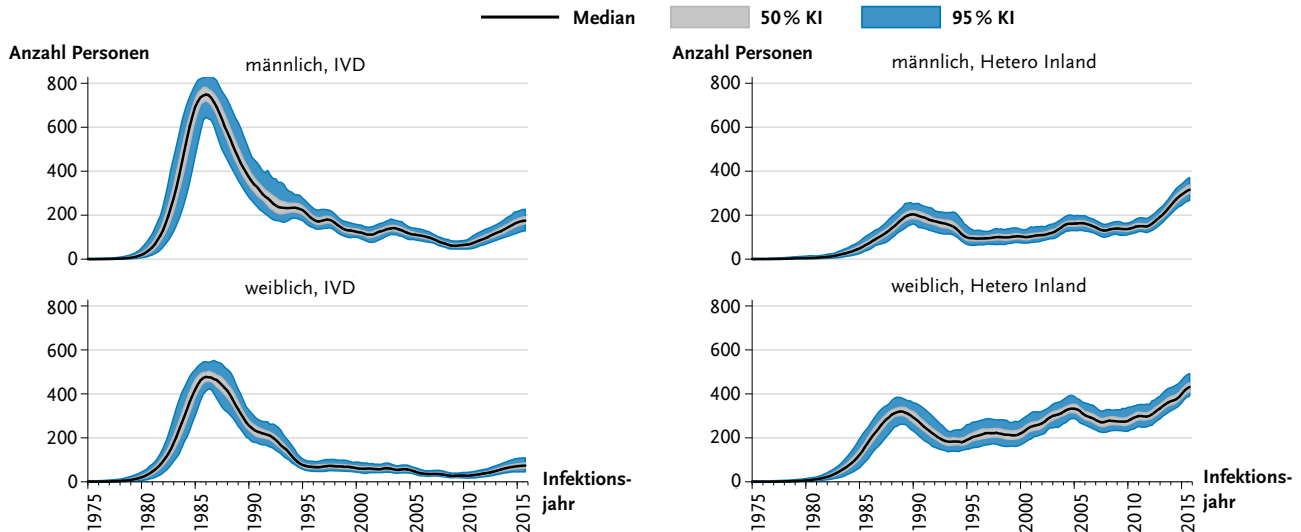 Median 50 % KI 95 % KI
Anzahl Personen
männlich, IVD
800
600
400
200
0
Anzahl Personen
männlich, Hetero Inland
800
600
400
200
0
weiblich, IVD
800
600
400
200
0
1975 1980 1985 1990 1995 2000 2005 2010 2015
Infektions-
jahr
weiblich, Hetero Inland
800
600
400
200
0
1975 1980 1985 1990 1995 2000 2005 2010 2015
Infektions-
jahr